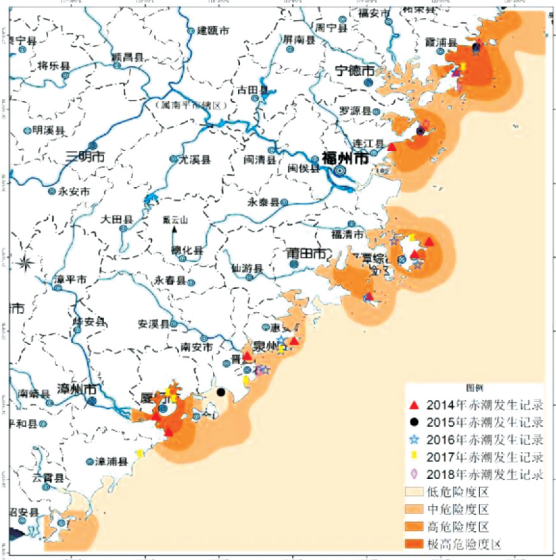 福安市
柘荣县
周宁县
建瓯市
屏南县
霞浦县
将乐县
顺昌县
宁德市
古田县
(属南平市辖区)
罗源县
明溪县
连江县
三明市
尤溪县
闽清县
福州市
闽侯县
永安市
永泰县
大田县
戴云山
福清市
德化县
莆田市
仙游县
漳平市
永春县
市
华安县
安溪县
惠安
南安市
泉州
晋江
漳州市
南靖县
厦门
平和县
漳浦县
云霄县
诏安县
图例
2014年赤潮发生记录
2015年赤潮发生记录
2016年赤潮发生记录
2017年赤潮发生记录
2018年赤潮发生记录
低危险度区
中危险度区
高危险度区
极高危险度区